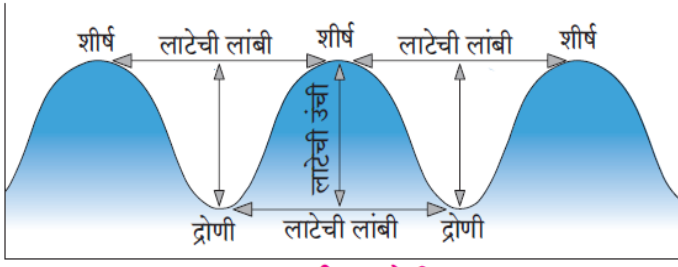 शीर्ष लाटेची लांबी शीर्ष लाटेची लांबी शीर्ष
लाटेची उंची
द्रोणी लाटेची लांबी द्रोणी